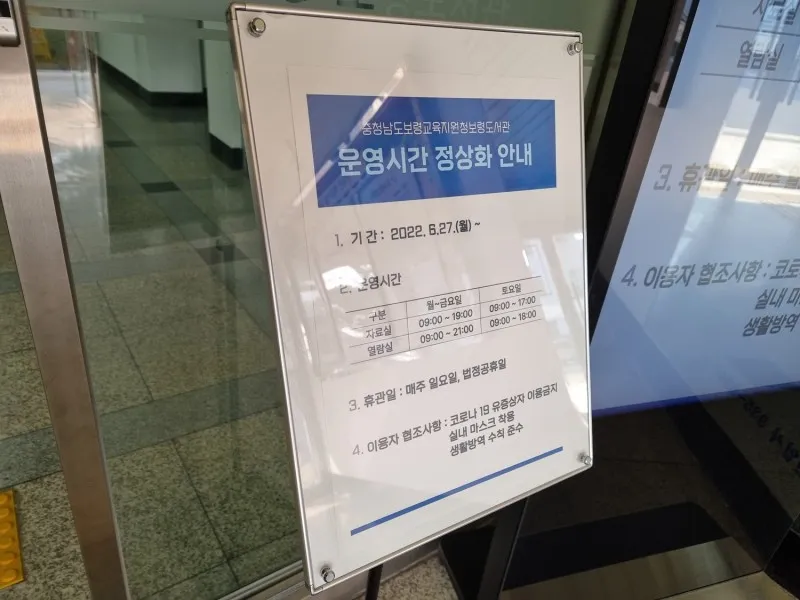 충청남도보령교육지원청보령도서관
운영시간 정상화 안내
1. 기 간 : 2022. 6.27.(월) ~
2. 운영시간
구분 월~금요일 토요일
자료실 09:00 ~ 19:00 09:00 ~ 17:00
열람실 09:00 ~ 21:00 09:00 ~ 18:00
3. 휴관일 : 매주 일요일, 법정공휴일
4. 이용자 협조사항 : 코로나 19 유증상자 이용금지
실내 마스크 착용
생활방역 수칙 준수
열람실
3. 휴관일 : 매주
4. 이용자 협조사항 : 코로
실내 마
생활방역